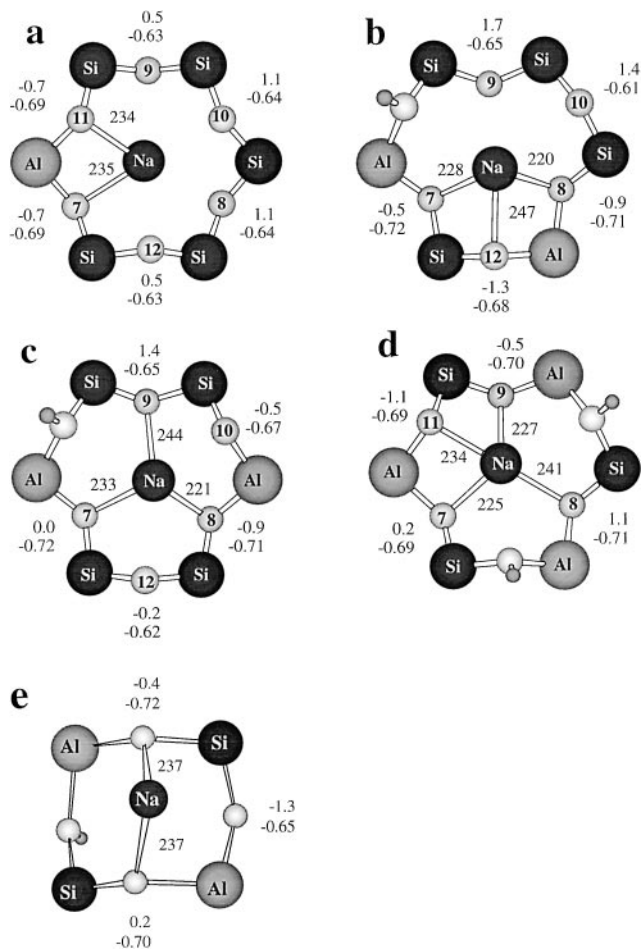 a
0.5
-0.63
Si
9
Si
1.1
-0.64
-0.7
-0.69
11
234
10
Al
Na
Si
235
-0.7
-0.69
7
8
1.1
-0.64
Si
12
Si
0.5
-0.63
b
1.7
-0.65
Si
9
Si
1.4
-0.61
10
Al
228
Na
220
Si
-0.5
-0.72
7
8
-0.9
-0.71
247
Si
12
Al
-1.3
-0.68
c
1.4
-0.65
Si
9
Si
-0.5
-0.67
244
10
Al
Na
Al
233
221
0.0
-0.72
7
8
-0.9
-0.71
Si
12
Si
-0.2
-0.62
d
-0.5
-0.70
Si
9
Al
-1.1
-0.69
11
227
234
Al
Na
Si
241
225
0.2
-0.69
7
8
1.1
-0.71
Si
Al
e
-0.4
-0.72
Al
Si
237
Na
-1.3
-0.65
237
Si
Al
0.2
-0.70